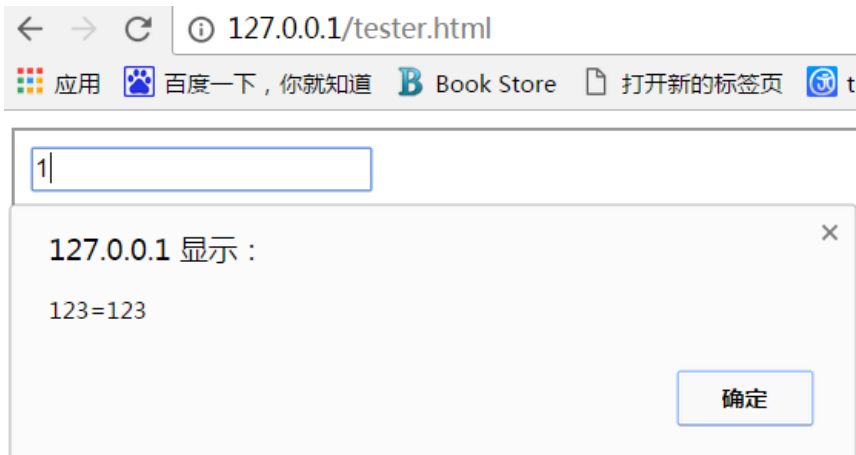 127.0.0.1/tester.html
应用 百度一下，你就知道 Book Store 打开新的标签页 t
1
127.0.0.1 显示：
123=123
确定